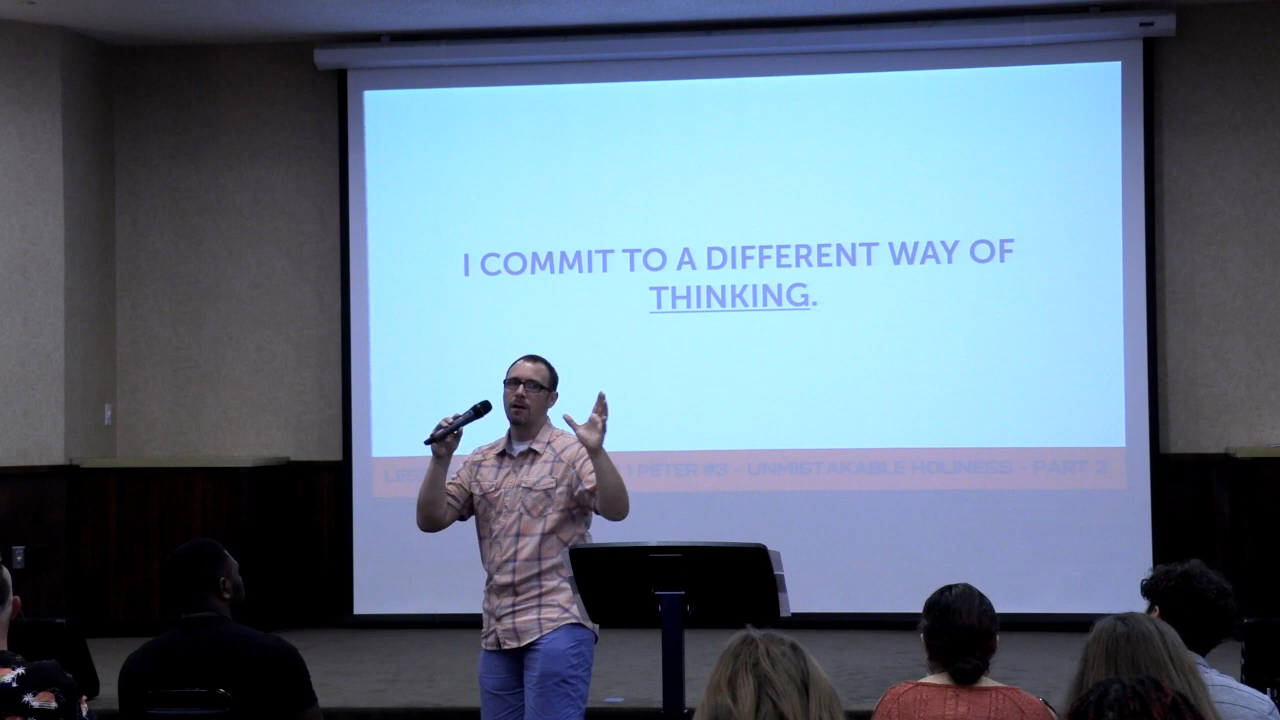 I COMMIT TO A DIFFERENT WAY OF
THINKING.
1 PETER #3 - UNMISTAKABLE HOLINESS - PART 2